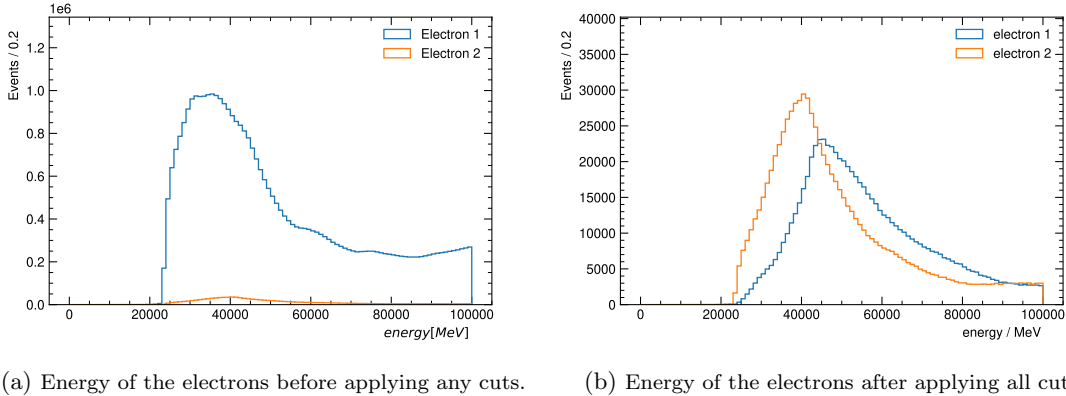 1e6
Events / 0.2
1.2
1.0
0.8
0.6
0.4
0.2
0.0
Electron 1
Electron 2
0 20000 40000 60000 80000 100000
energy[MeV]
(a) Energy of the electrons before applying any cuts.
Events / 0.2
40000
35000
30000
25000
20000
15000
10000
5000
0
electron 1
electron 2
0 20000 40000 60000 80000 100000
energy / MeV
(b) Energy of the electrons after applying all cut